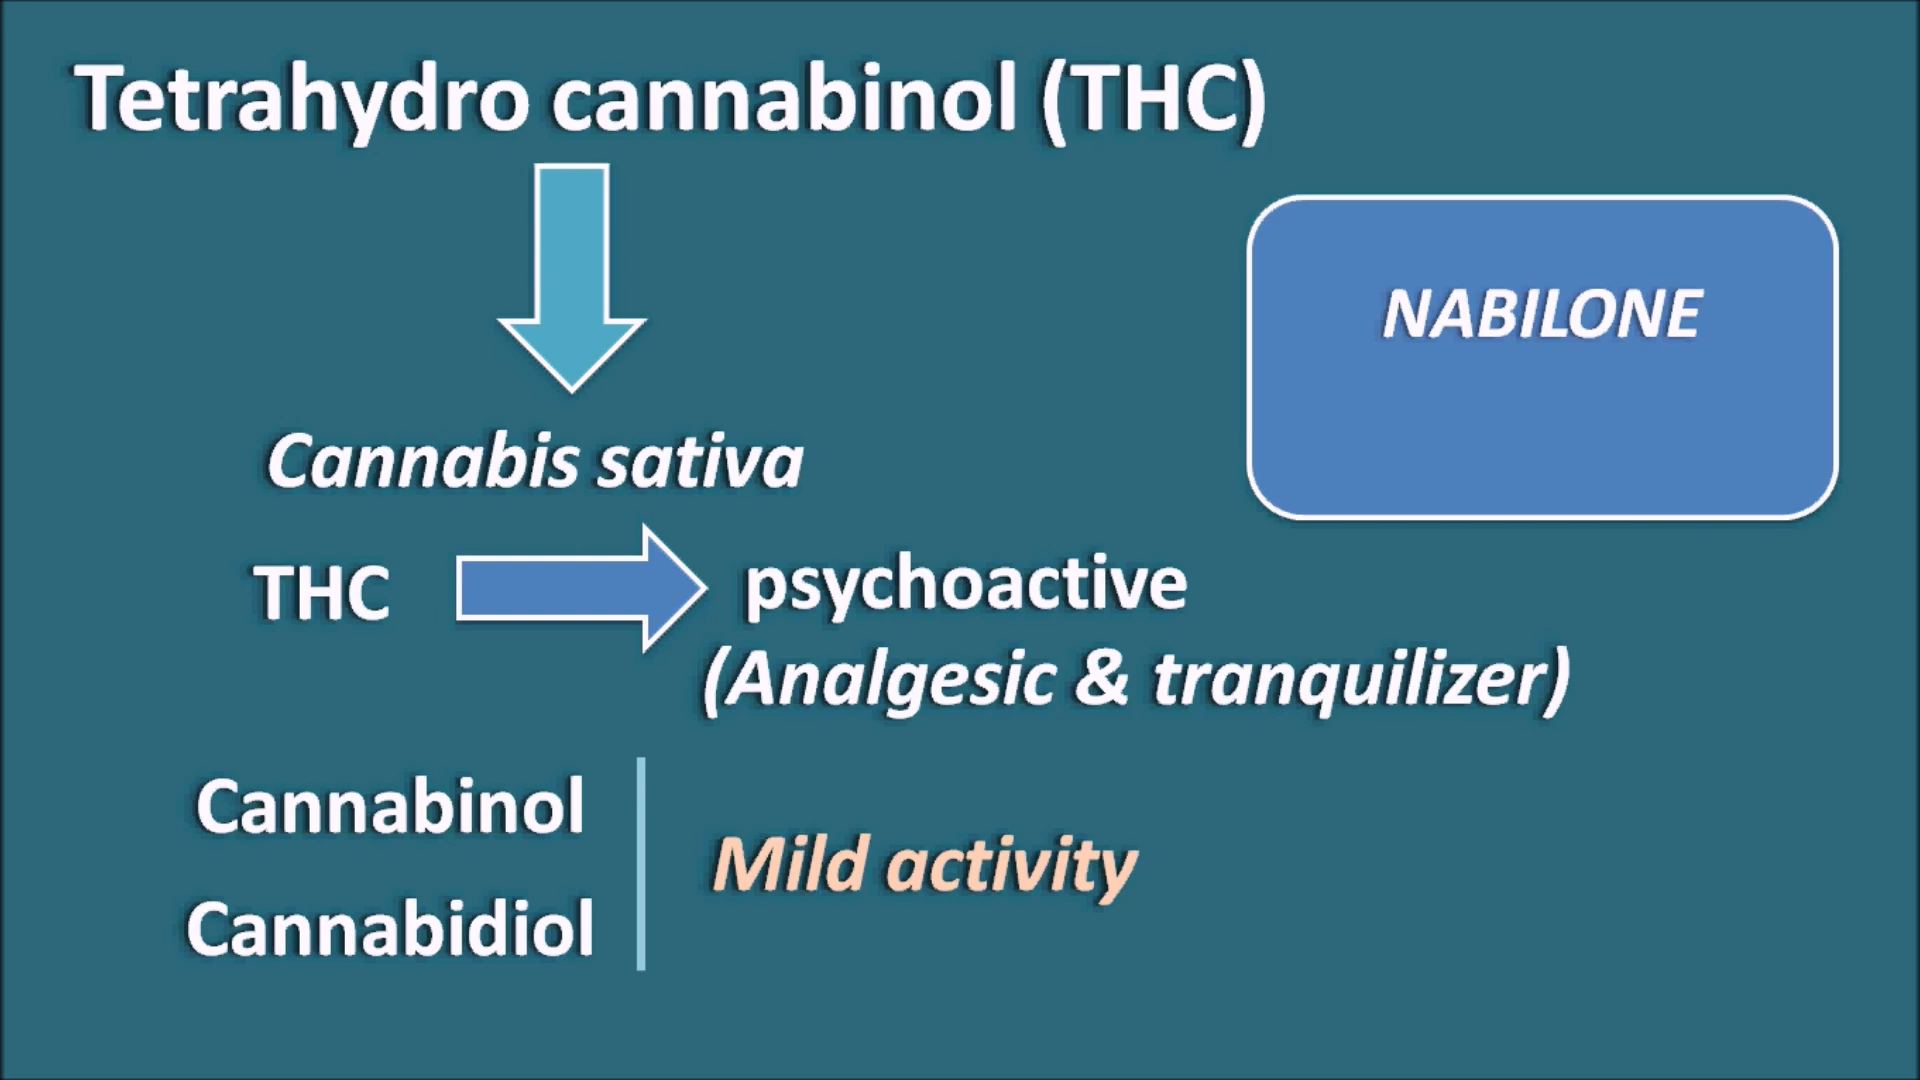 Tetrahydro cannabinol (THC)
NABILONE
Cannabis sativa
THC psychoactive
(Analgesic & tranquilizer)
Cannabinol
Mild activity
Cannabidiol